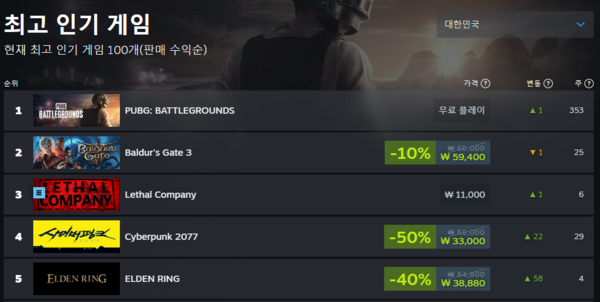 최고 인기 게임
대한민국
현재 최고 인기 게임 100개(판매 수익순)
순위 가격 ? 변동 ? 주 ?
1 PUBG BATTLEGROUNDS PUBG: BATTLEGROUNDS 무료 플레이 ▲ 1 353
2 Baldur's Gate Baldur's Gate 3 -10% ₩ 66,000 ₩ 59,400 ▼ 1 25
3 LETHAL COMPANY Lethal Company ₩ 11,000 ▲ 1 6
4 Cyberpunk Cyberpunk 2077 -50% ₩ 66,000 ₩ 33,000 ▲ 22 29
5 ELDEN RING ELDEN RING -40% ₩ 64,800 ₩ 38,880 ▲ 58 4